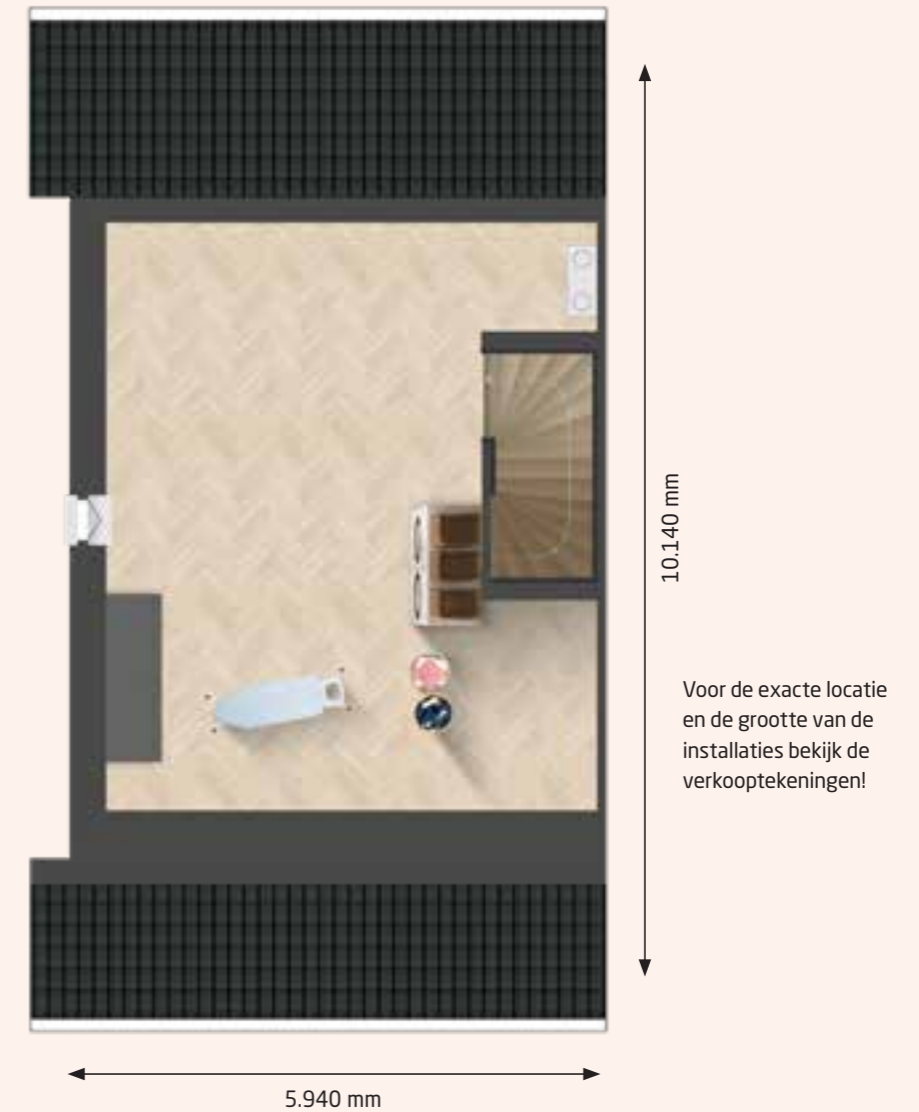 10.140 mm
Voor de exacte locatie
en de grootte van de
installaties bekijk de
verkooptekeningen!
5.940 mm